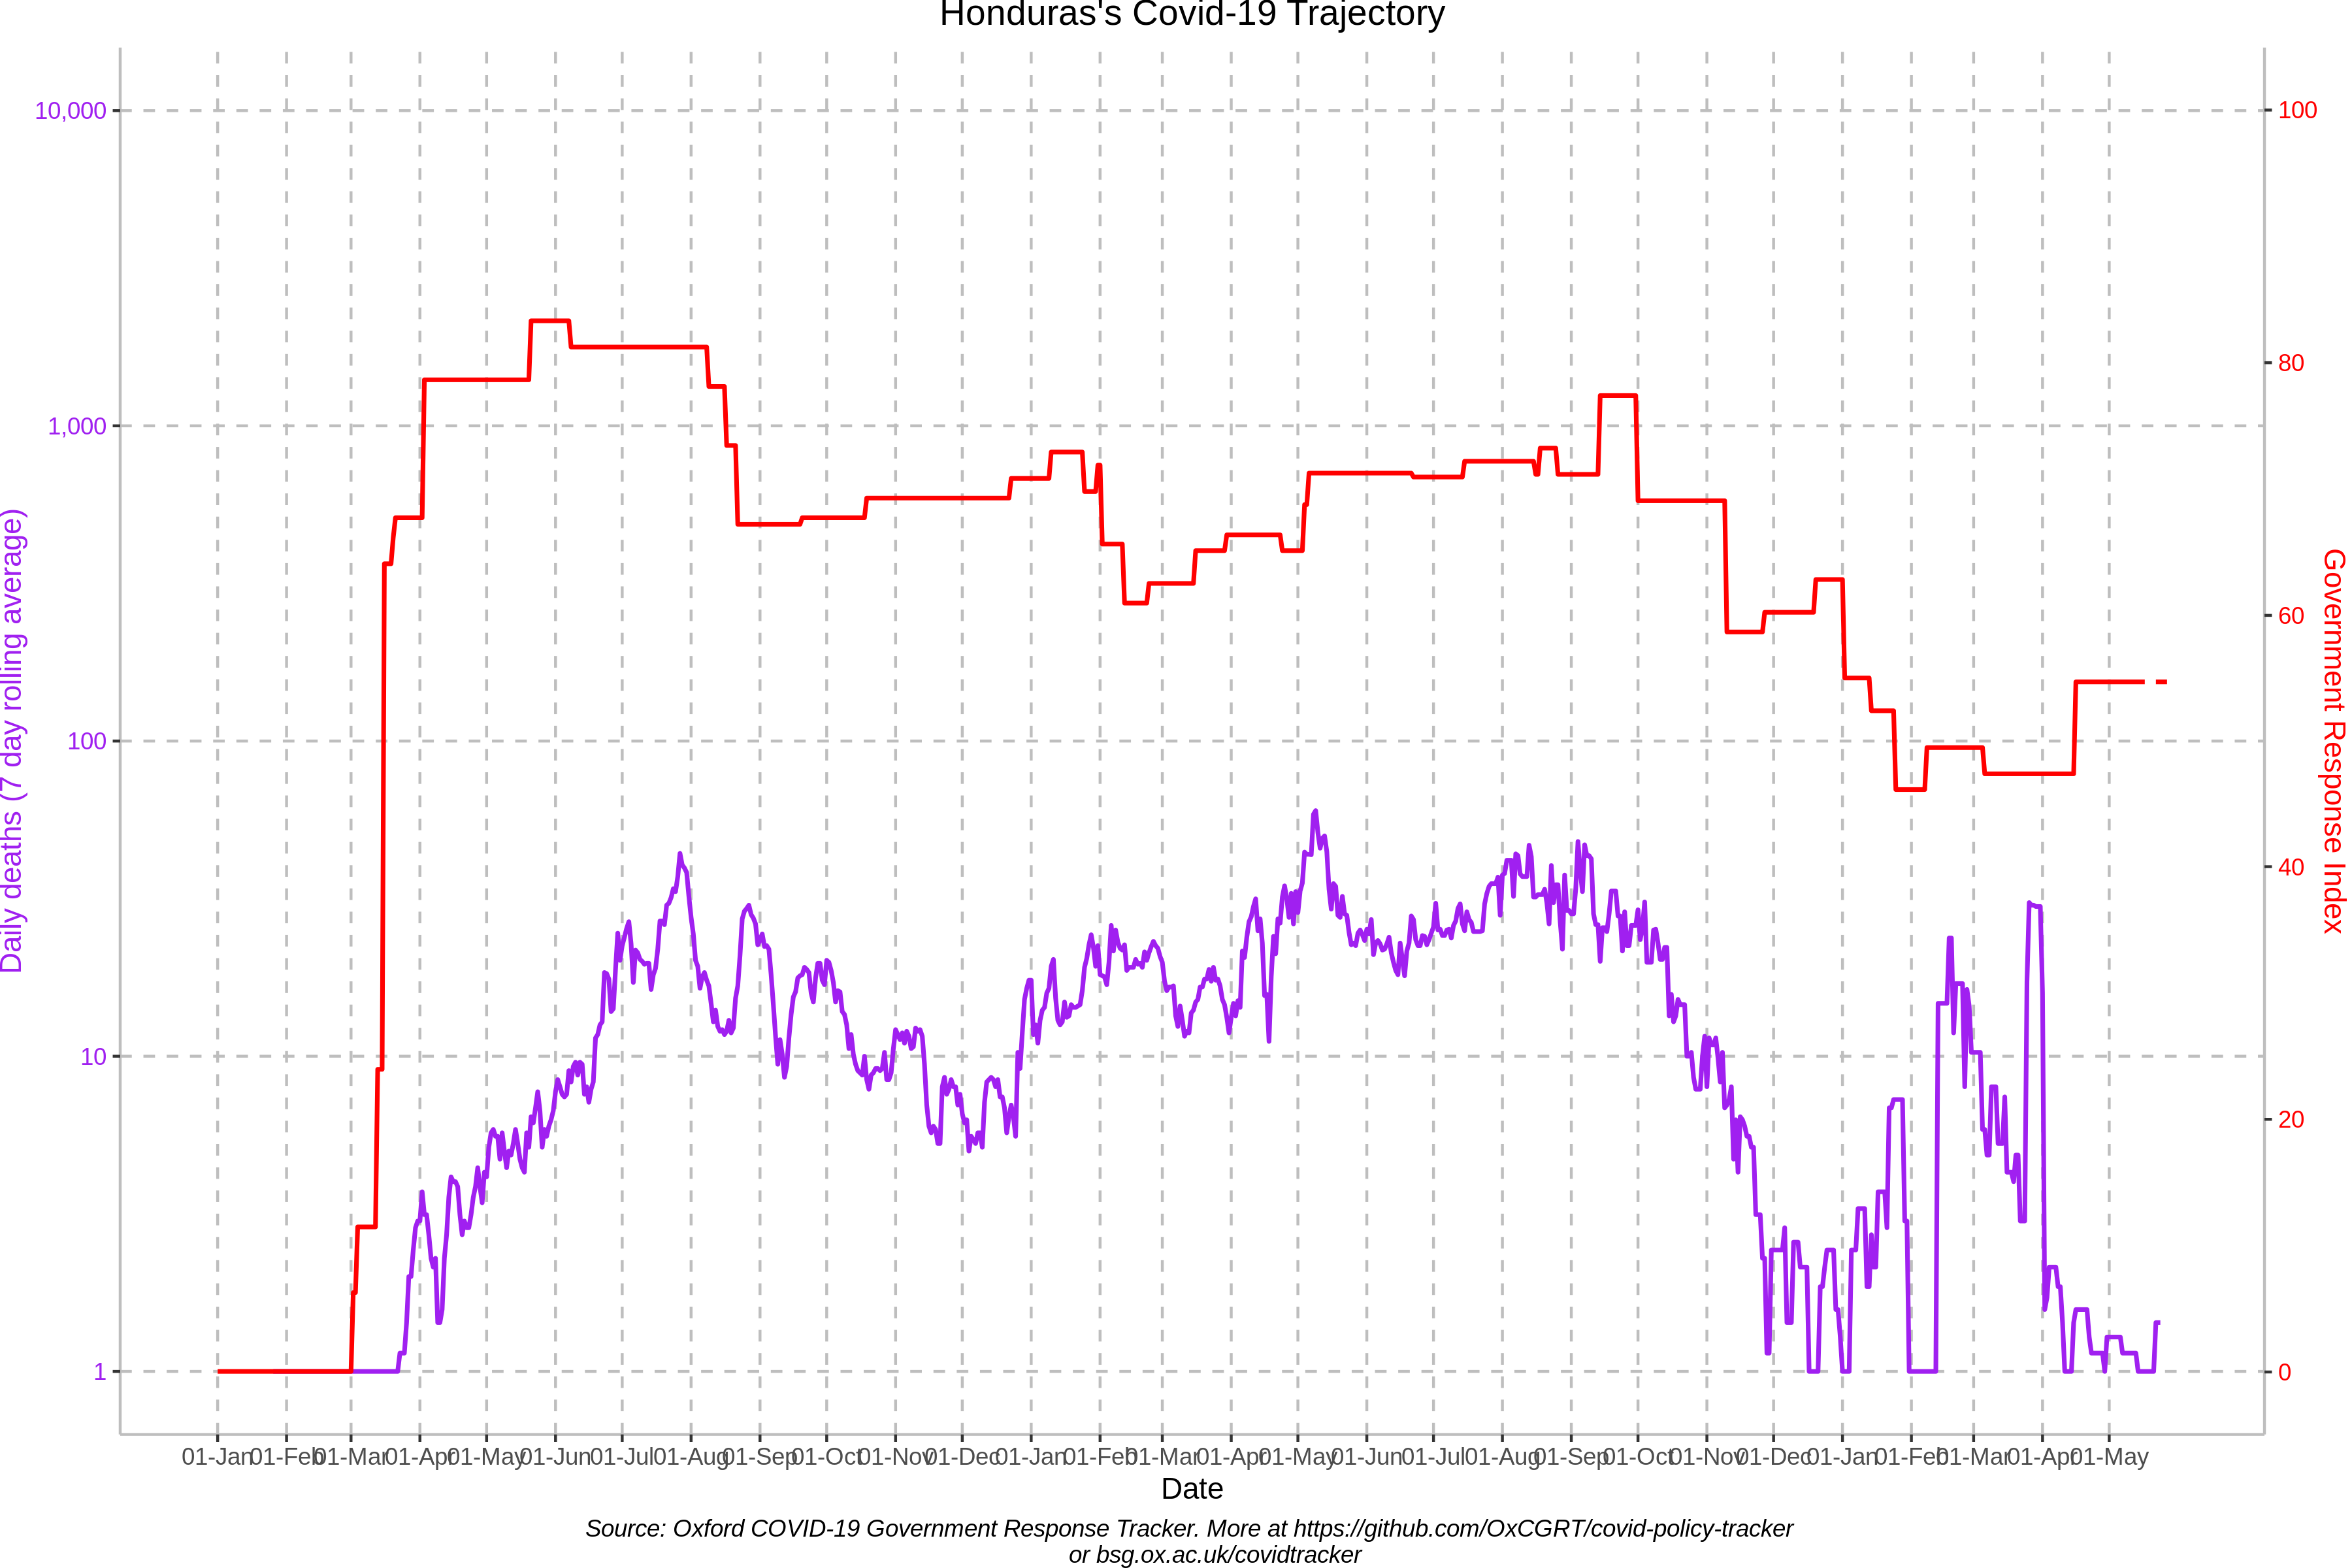 Honduras's Covid-19 Trajectory
10,000
1,000
100
10
1
Daily deaths (7 day rolling average)
100
80
60
40
20
0
Government Response Index
01-Jan 01-Feb 01-Mar 01-Apr 01-May 01-Jun 01-Jul 01-Aug 01-Sep 01-Oct 01-Nov 01-Dec 01-Jan 01-Feb 01-Mar 01-Apr 01-May 01-Jun 01-Jul 01-Aug 01-Sep 01-Oct 01-Nov 01-Dec 01-Jan 01-Feb 01-Mar 01-Apr 01-May
Date
Source: Oxford COVID-19 Government Response Tracker. More at https://github.com/OxCGRT/covid-policy-tracker
or bsg.ox.ac.uk/covidtracker